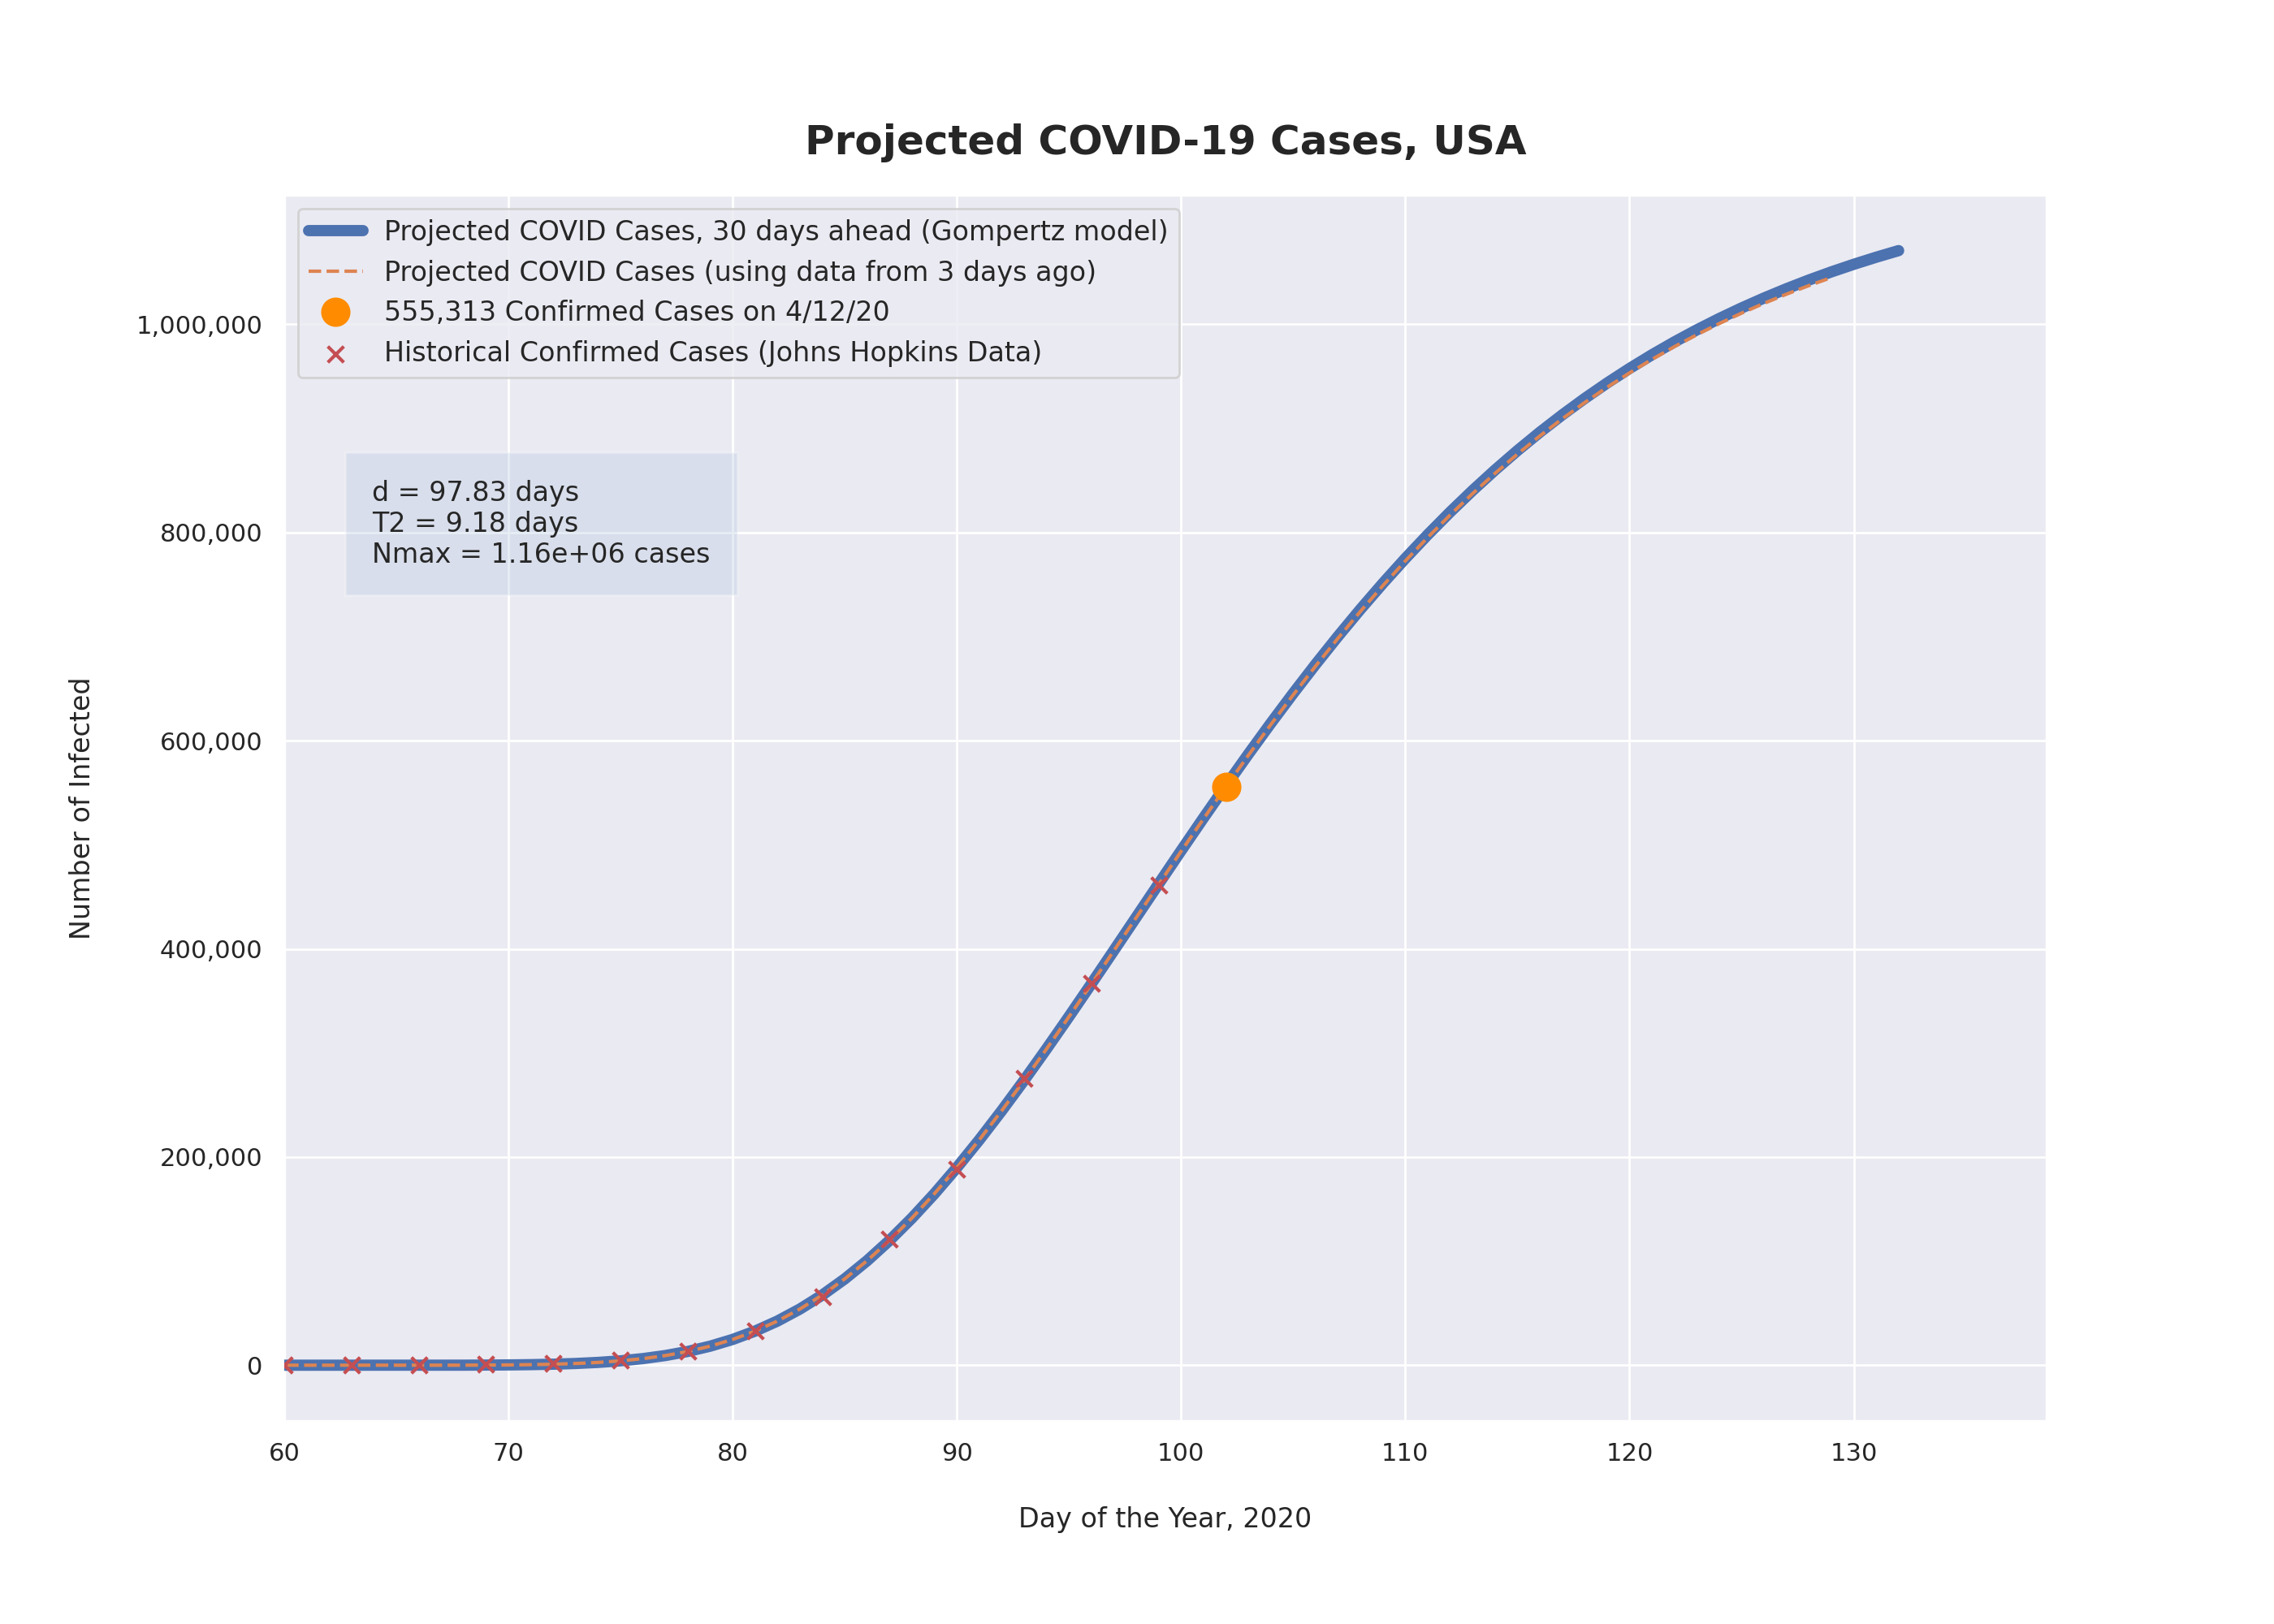 Projected COVID-19 Cases, USA
Projected COVID Cases, 30 days ahead (Gompertz model)
Projected COVID Cases (using data from 3 days ago)
555,313 Confirmed Cases on 4/12/20
Historical Confirmed Cases (Johns Hopkins Data)
d = 97.83 days
T2 = 9.18 days
Nmax = 1.16e+06 cases
Number of Infected
1,000,000
800,000
600,000
400,000
200,000
0
60 70 80 90 100 110 120 130
Day of the Year, 2020